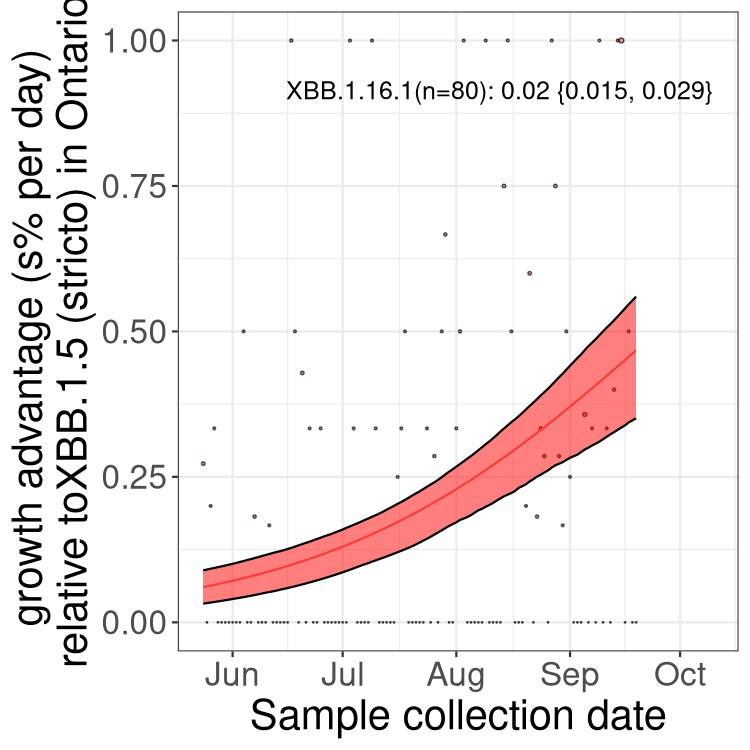 growth advantage (s% per day)
relative toXBB.1.5 (stricto) in Ontario
1.00
0.75
0.50
0.25
0.00
XBB.1.16.1(n=80): 0.02 {0.015, 0.029}
Jun Jul Aug Sep Oct
Sample collection date